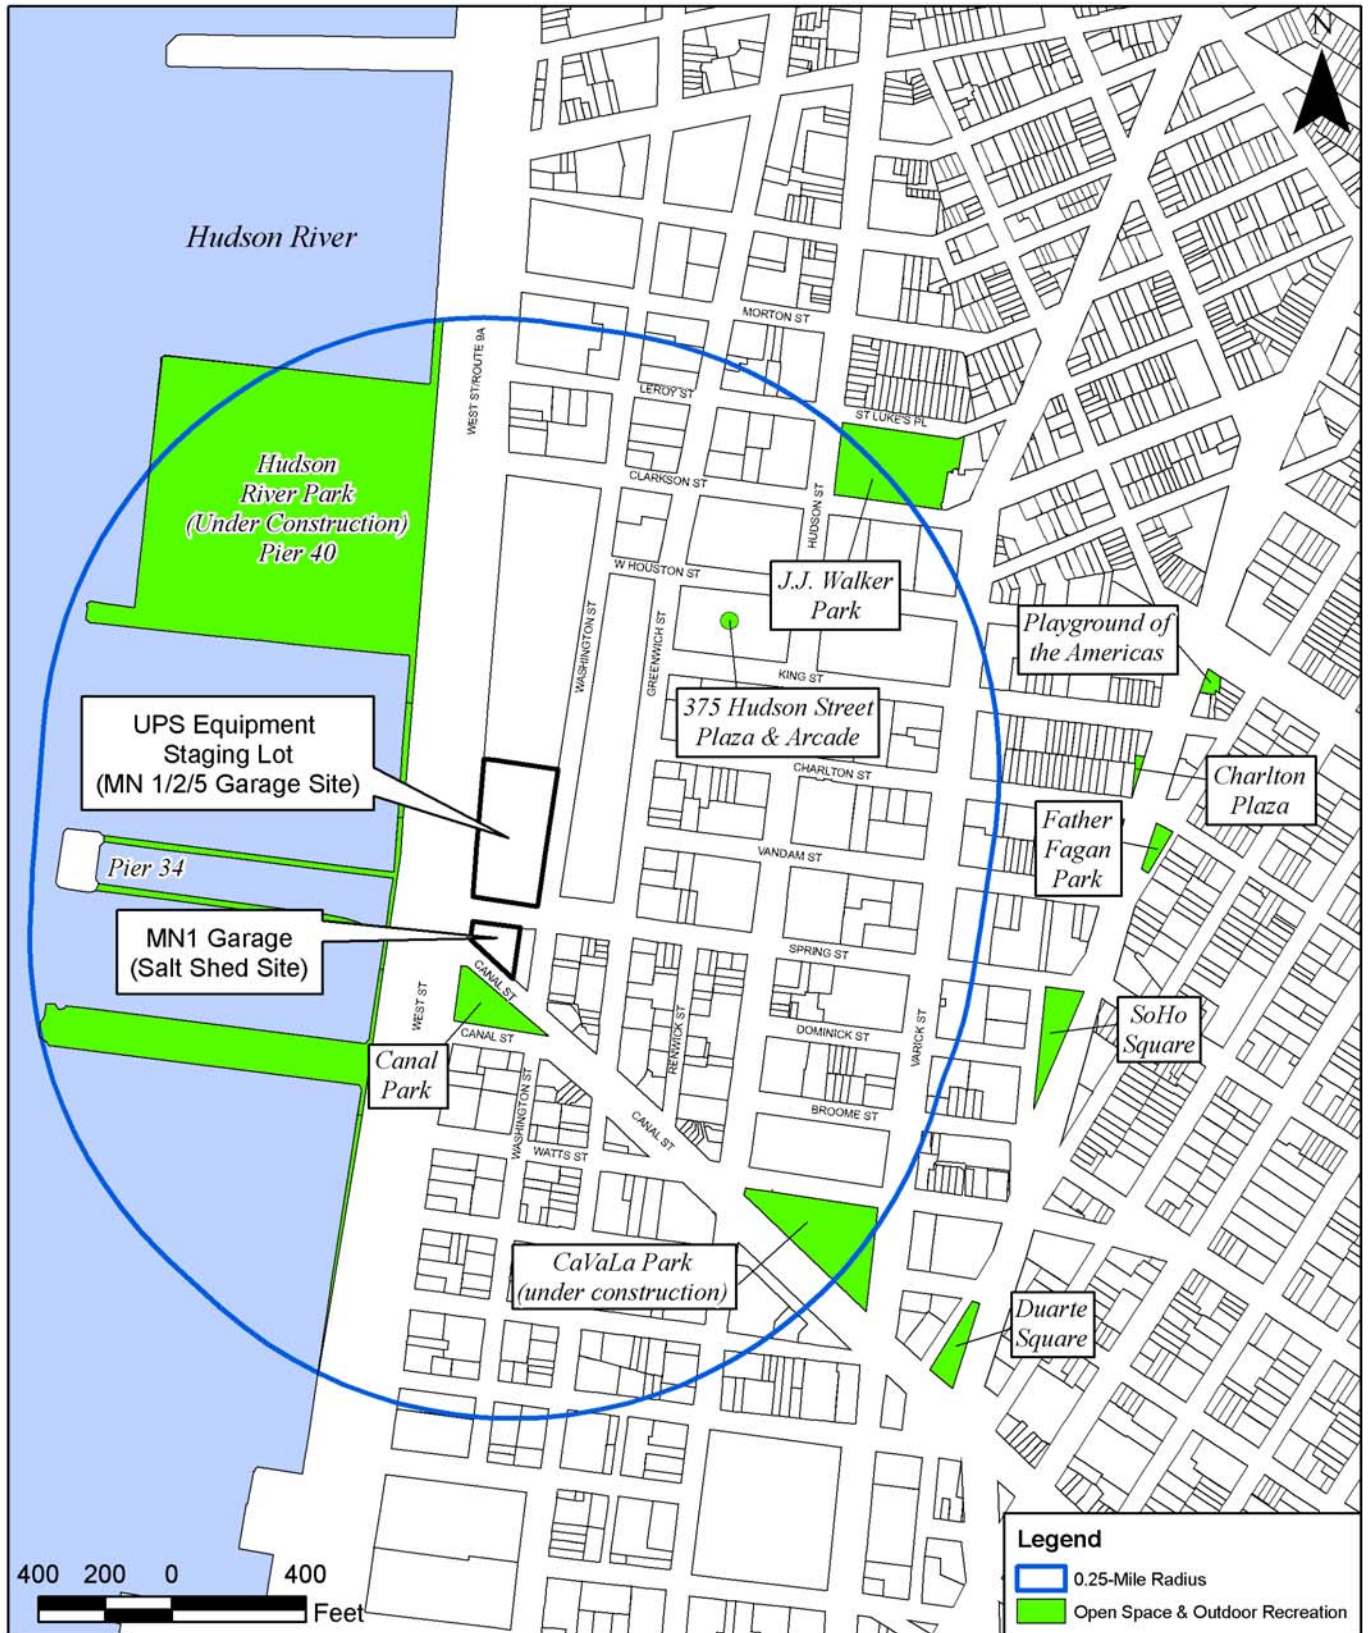 N
Hudson River
MORTON ST
WEST ST/ROUTE 9A
LEROY ST
ST LUKE'S PL
Hudson
River Park
(Under Construction)
Pier 40
CLARKSON ST
HUDSON ST
W HOUSTON ST
J.J. Walker
Park
WASHINGTON ST
GREENWICH ST
Playground of
the Americas
KING ST
UPS Equipment
Staging Lot
(MN 1/2/5 Garage Site)
375 Hudson Street
Plaza & Arcade
CHARLTON ST
Charlton
Plaza
Father
Fagan
Park
VANDAM ST
Pier 34
MN1 Garage
(Salt Shed Site)
SPRING ST
CANAL ST
WEST ST
CANAL ST
RENWICK ST
DOMINICK ST
VARICK ST
SoHo
Square
Canal
Park
WASHINGTON ST
BROOME ST
CANAL ST
WATTS ST
CaVaLa Park
(under construction)
Duarte
Square
400 200 0 400
Feet
Legend
0.25-Mile Radius
Open Space & Outdoor Recreation